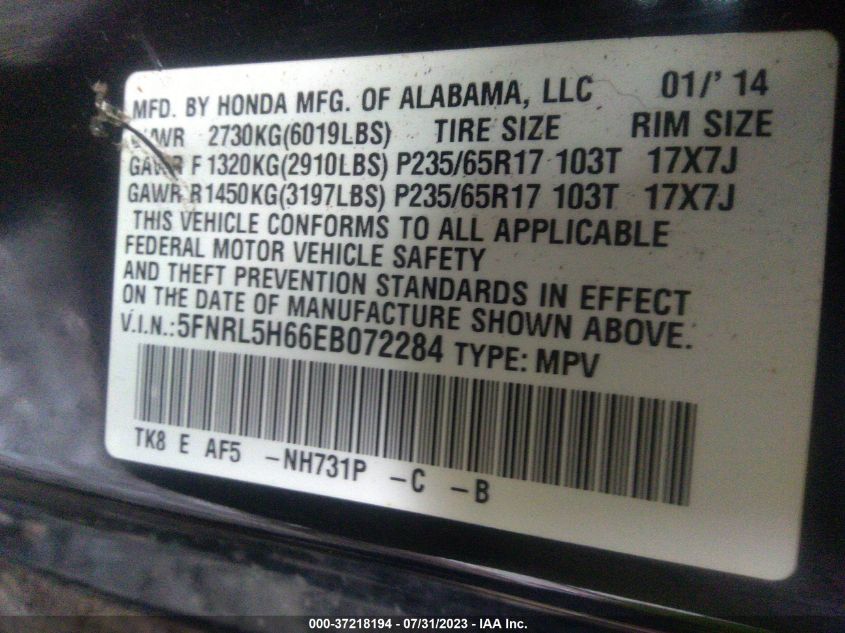 MFD. BY HONDA MFG. OF ALABAMA, LLC 01/'14
GVWR 2730KG(6019LBS) TIRE SIZE RIM SIZE
GAWR F 1320KG(2910LBS) P235/65R17 103T 17X7J
GAWR R1450KG(3197LBS) P235/65R17 103T 17X7J
THIS VEHICLE CONFORMS TO ALL APPLICABLE
FEDERAL MOTOR VEHICLE SAFETY
AND THEFT PREVENTION STANDARDS IN EFFECT
ON THE DATE OF MANUFACTURE SHOWN ABOVE.
V.I.N.:5FNRL5H66EB072284 TYPE: MPV
TK8 E AF5 -NH731P -C -B
000-37218194 - 07/31/2023 - IAA Inc.